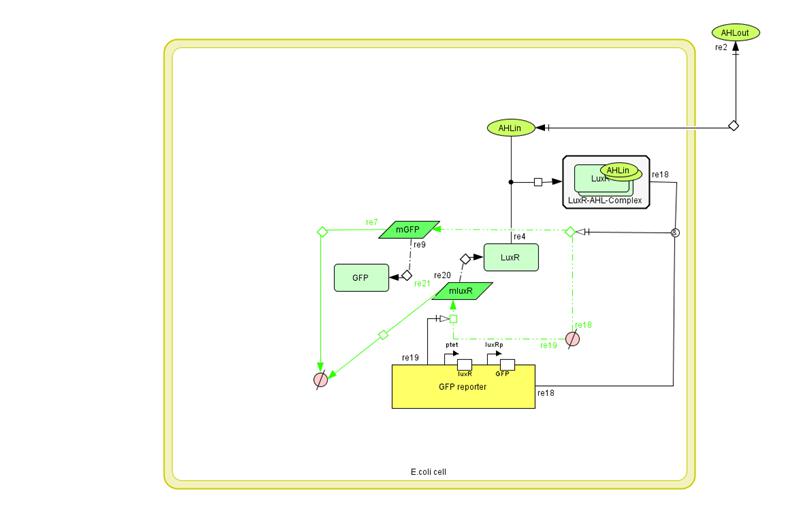 AHLout
re2
AHLin
AHLin
LuxR
re18
LuxR-AHL-Complex
re7
mGFP
re4
re9
LuxR
GFP
re20
re21
mluxR
re18
re19
ptet
luxRp
re19
luxR
GFP
GFP reporter
re18
E.coli cell